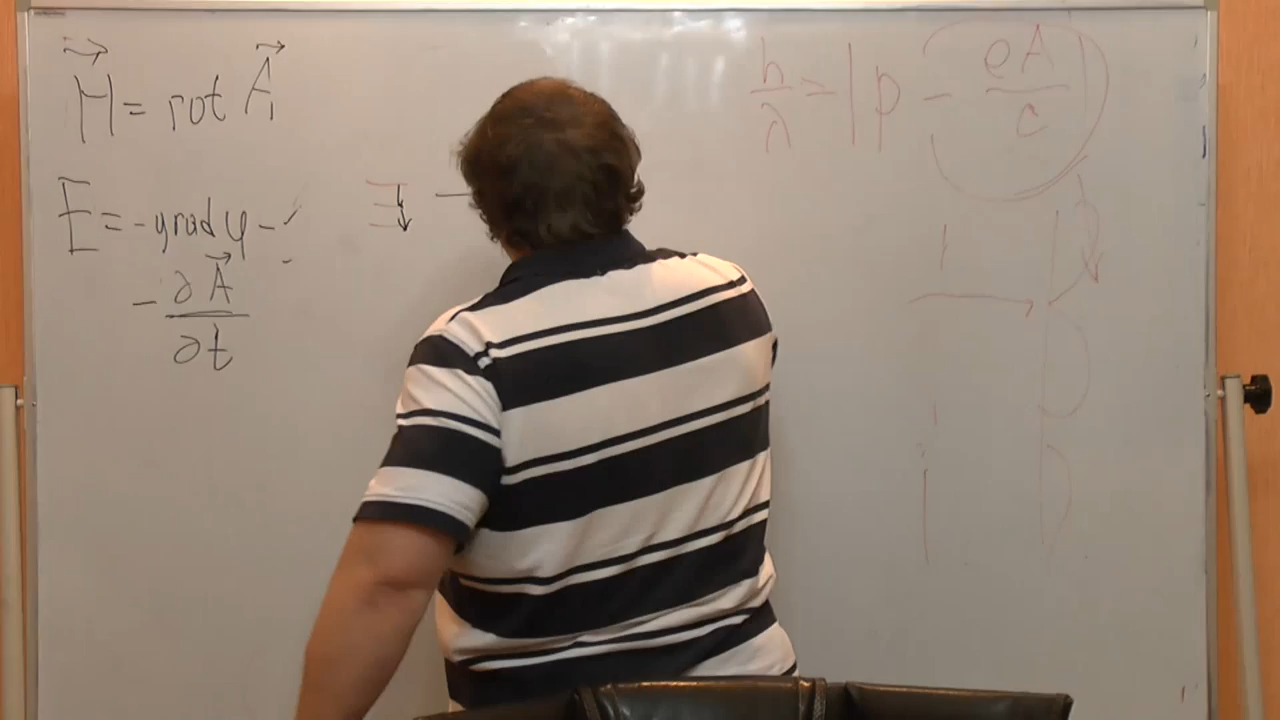 H⃗ = rot A⃗
E = - grad φ -
- ∂A⃗/∂t
h/λ = |p - eA/c|